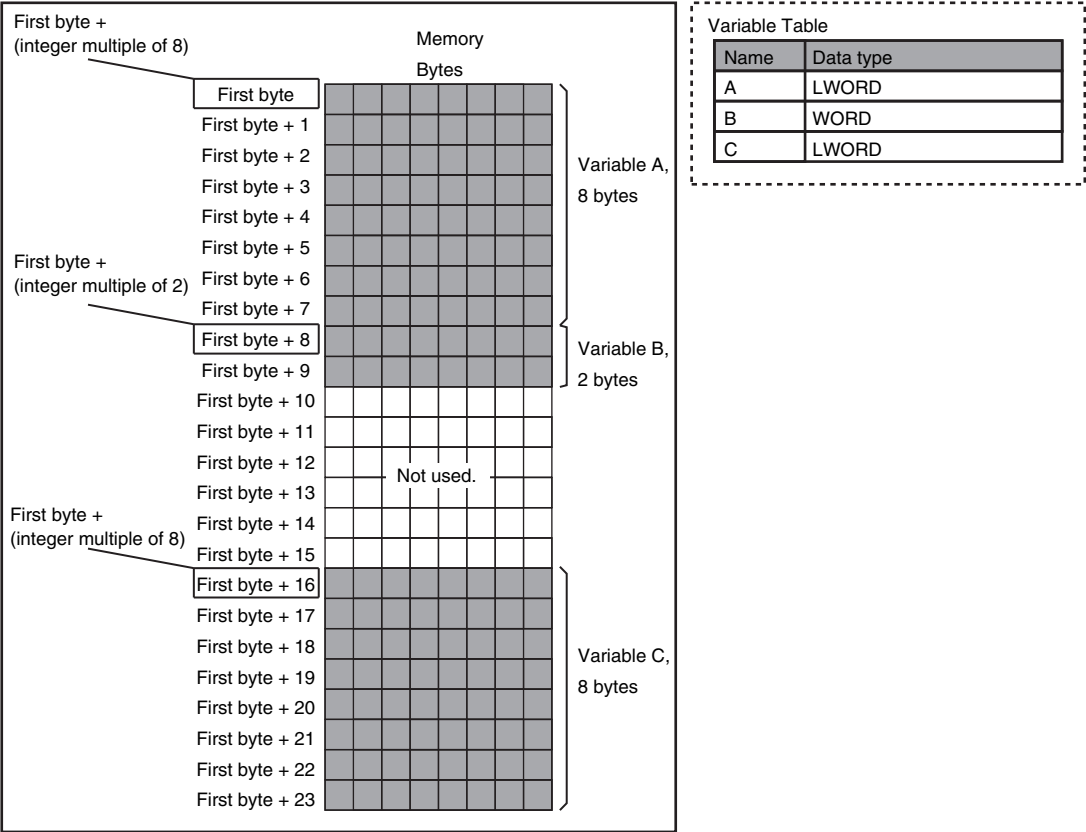 First byte +
(integer multiple of 8)
Memory
Bytes
First byte
First byte + 1
First byte + 2
First byte + 3
First byte + 4
First byte + 5
First byte + 6
First byte + 7
Variable A,
8 bytes
First byte +
(integer multiple of 2)
First byte + 8
First byte + 9
Variable B,
2 bytes
First byte + 10
First byte + 11
First byte + 12
First byte + 13
First byte + 14
First byte + 15
Not used.
First byte +
(integer multiple of 8)
First byte + 16
First byte + 17
First byte + 18
First byte + 19
First byte + 20
First byte + 21
First byte + 22
First byte + 23
Variable C,
8 bytes
Variable Table
Name Data type
A LWORD
B WORD
C LWORD